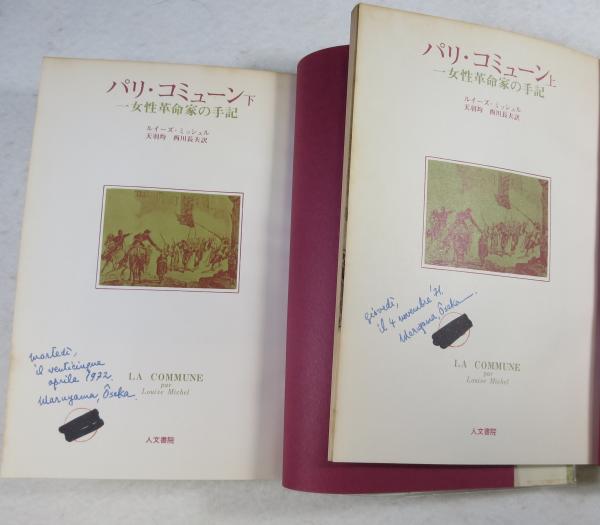 パリ・コミューン下
一女性革命家の手記
ルイーズ・ミッシェル
天羽均 西川長夫訳
martedì,
il venticinque
aprile 1972.
Maruyama, Ôsaka.
LA COMMUNE
par
Louise Michel
人文書院
パリ・コミューン上
一女性革命家の手記
ルイーズ・ミッシェル
天羽均 西川長夫訳
giovedì,
il 4 novembre '71.
Maruyama, Ôsaka.
LA COMMUNE
par
Louise Michel
人文書院